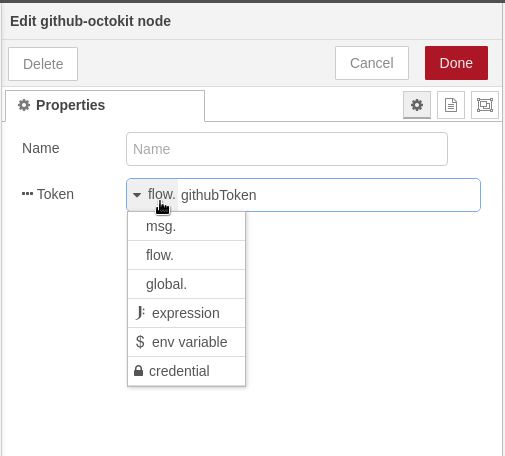 Edit github-octokit node
Delete Cancel Done
Properties
Name Name
Token flow. githubToken
msg.
flow.
global.
J: expression
$ env variable
credential